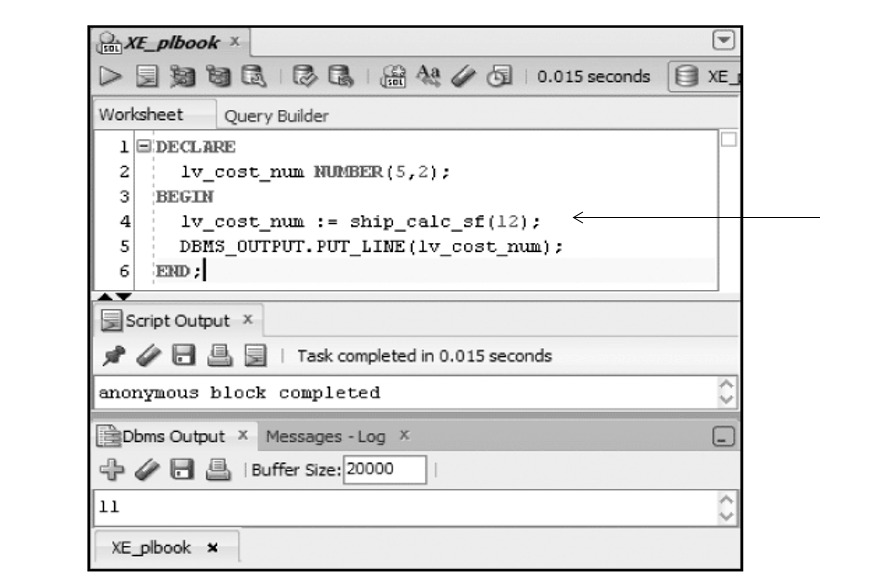 XE_plbook
0.015 seconds
XE_p
Worksheet
Query Builder
1 DECLARE
2 lv_cost_num NUMBER(5,2);
3 BEGIN
4 lv_cost_num := ship_calc_sf(12);
5 DBMS_OUTPUT.PUT_LINE(lv_cost_num);
6 END;
Script Output
Task completed in 0.015 seconds
anonymous block completed
Dbms Output
Messages - Log
Buffer Size: 20000
11
XE_plbook